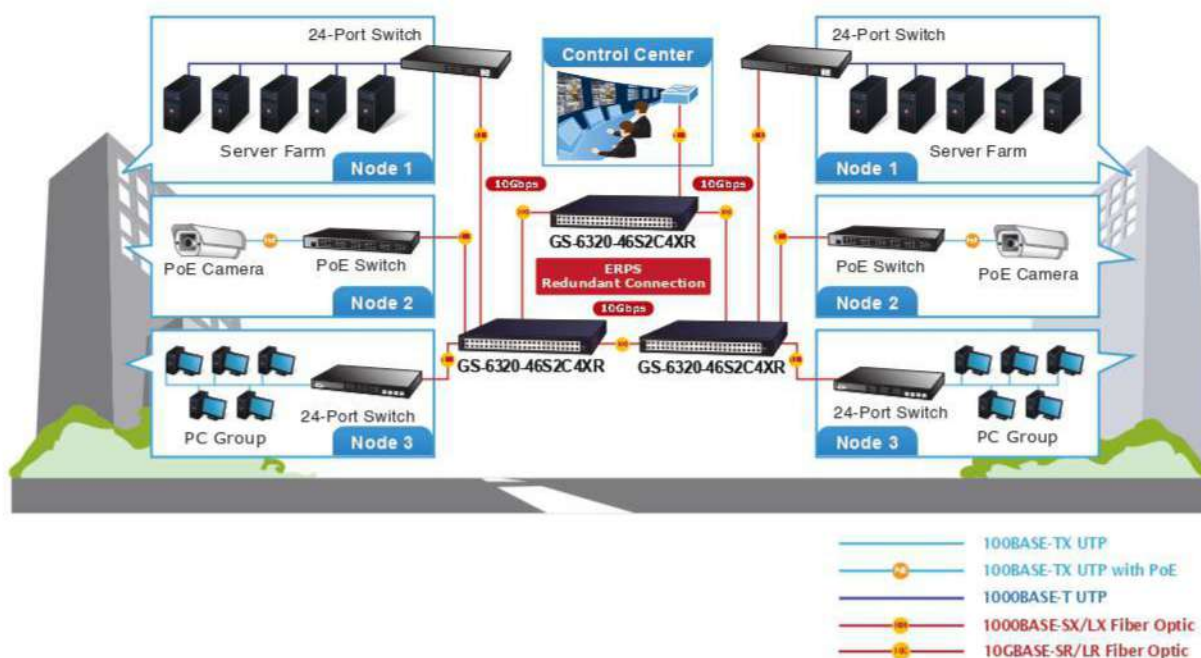 24-Port Switch
Server Farm
Node 1
PoE Camera
PoE Switch
Node 2
PC Group
24-Port Switch
Node 3
Control Center
10Gbps
10Gbps
GS-6320-46S2C4XR
ERPS
Redundant Connection
10Gbps
GS-6320-46S2C4XR
GS-6320-46S2C4XR
24-Port Switch
Server Farm
Node 1
PoE Switch
PoE Camera
Node 2
24-Port Switch
PC Group
Node 3
100BASE-TX UTP
PoE
100BASE-TX UTP with PoE
1000BASE-T UTP
1000BASE-SX/LX Fiber Optic
10G
10GBASE-SR/LR Fiber Optic